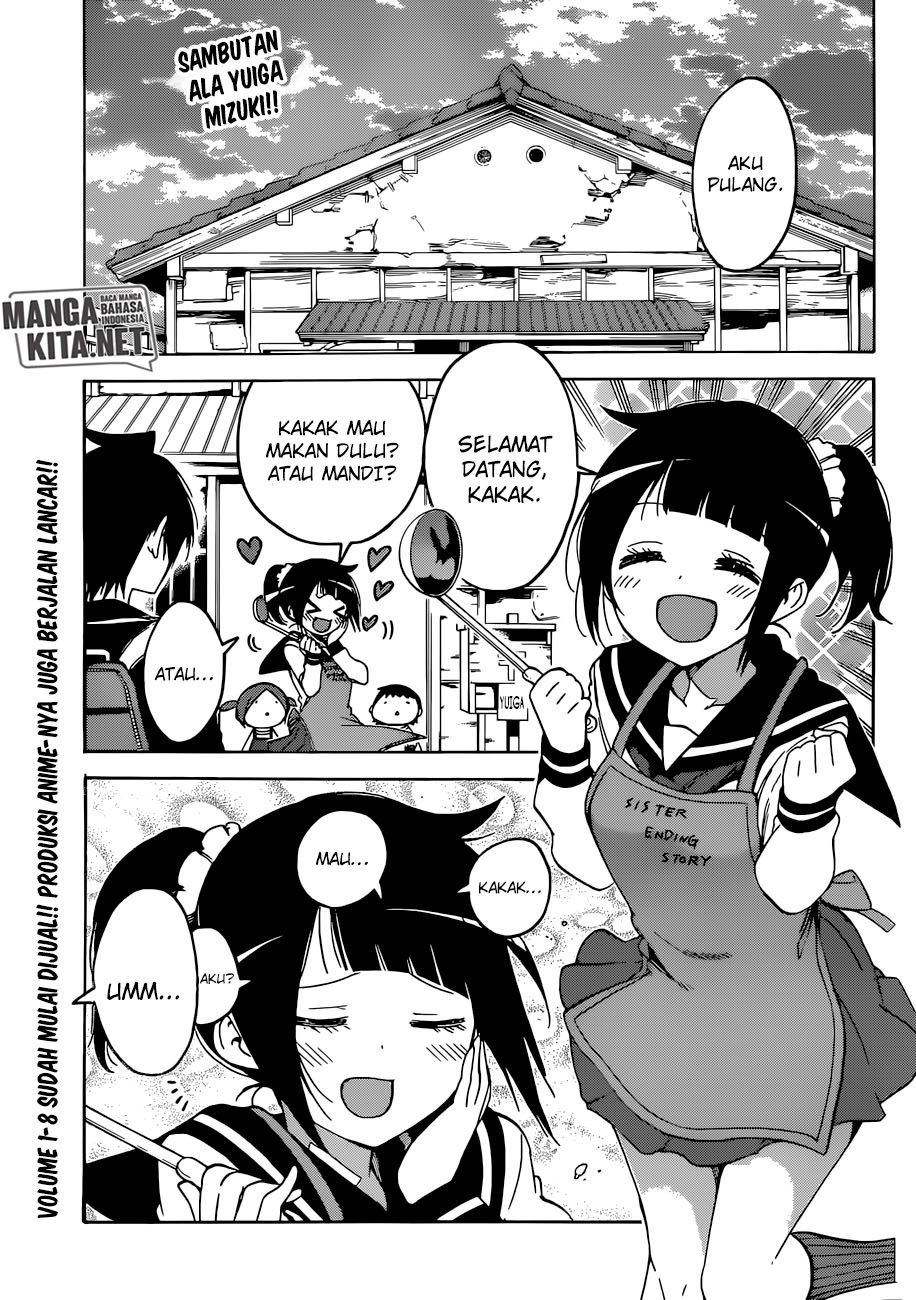 SAMBUTAN
ALA YUIGA
MIZUKI!!
AKU
PULANG.
MANGA
KITA.NET
BACA MANGA
BAHASA
INDONESIA
SELAMAT
DATANG,
KAKAK.
KAKAK MAU
MAKAN DULU?
ATAU MANDI?
ATAU...
YUIGA
SISTER
ENDING
STORY
KAKAK...
MAU...
AKU?
UMM...
VOLUME 1-8 SUDAH MULAI DIJUAL!! PRODUKSI ANIME-NYA JUGA BERJALAN LANCAR!!